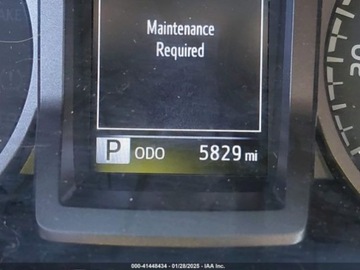 Maintenance
Required
P ODO 5829 mi
000-41448434 - 01/28/2025 - IAA Inc.